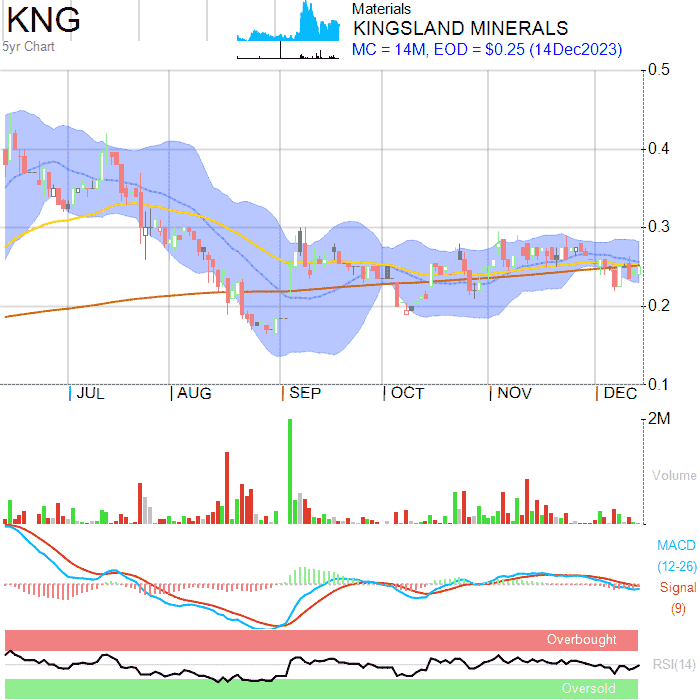 KNG
5yr Chart
Materials
KINGSLAND MINERALS
MC = 14M, EOD = $0.25 (14Dec2023)
0.5
0.4
0.3
0.2
0.1
JUL
AUG
SEP
OCT
NOV
DEC
2M
Volume
MACD
(12-26)
Signal
(9)
Overbought
RSI(14)
Oversold